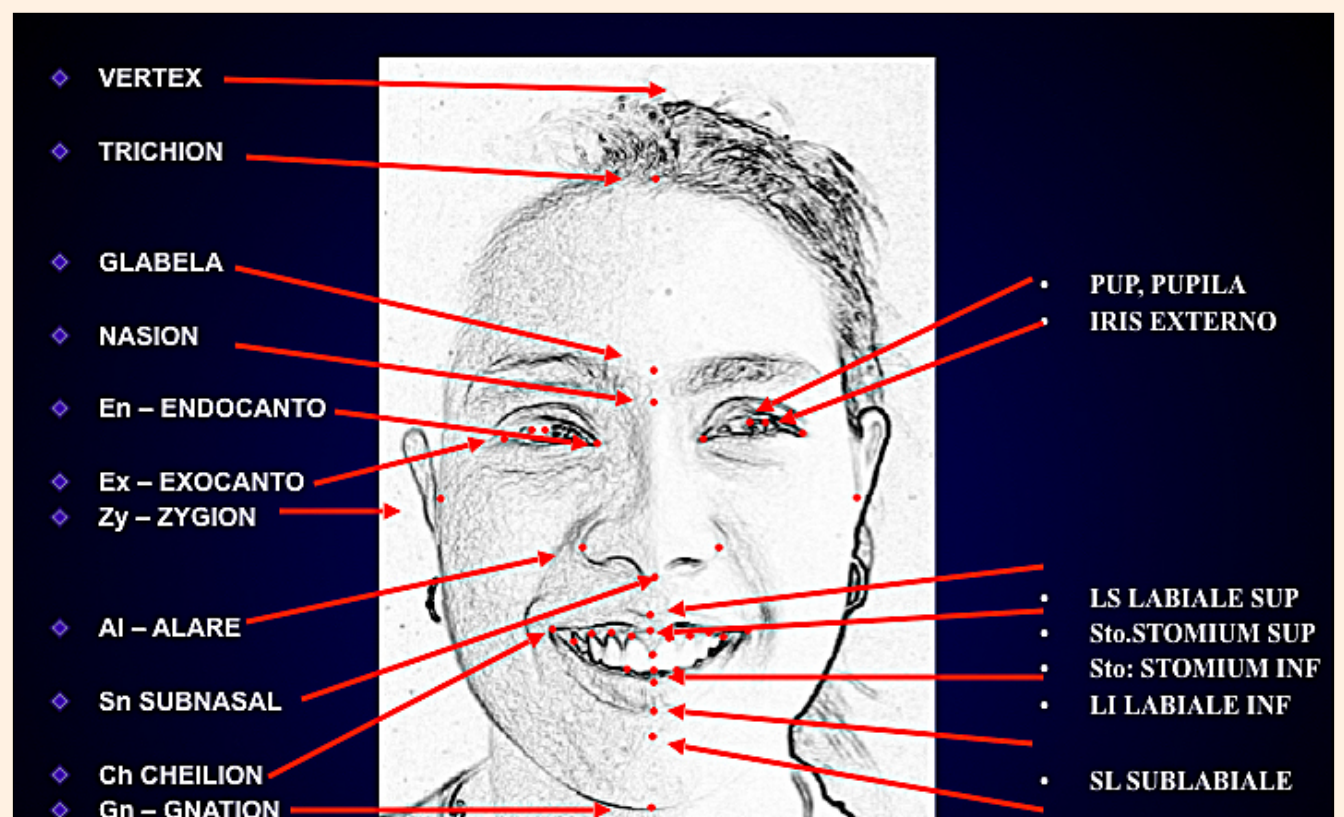 VERTEX
TRICHION
GLABELA
NASION
En – ENDOCANTO
Ex – EXOCANTO
Zy – ZYGION
Al – ALARE
Sn SUBNASAL
Ch CHEILION
Gn – GNATION
PUP, PUPILA
IRIS EXTERNO
LS LABIALE SUP
Sto.STOMIUM SUP
Sto: STOMIUM INF
LI LABIALE INF
SL SUBLABIALE